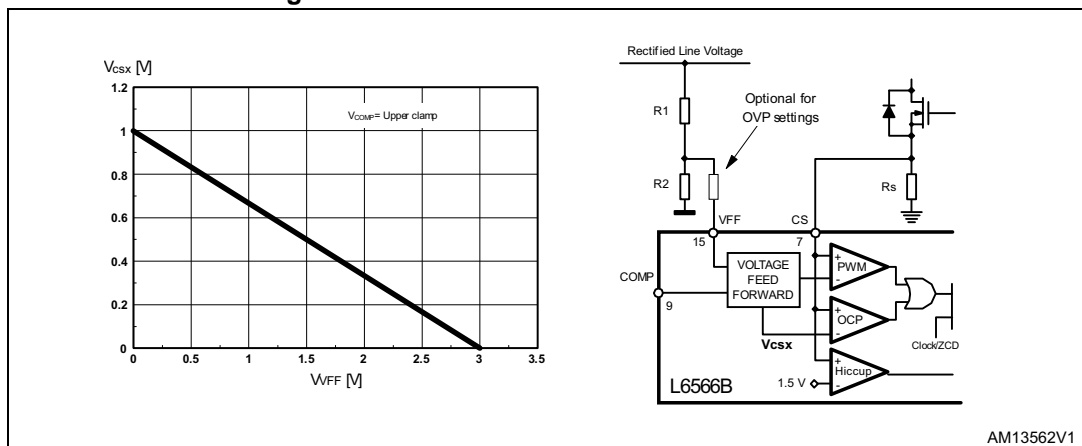 Vcsx [V]
1.2
1
0.8
0.6
0.4
0.2
0
0
0.5
1
1.5
2
2.5
3
3.5
VVFF [V]
VCOMP= Upper clamp
Rectified Line Voltage
R1
Optional for
OVP settings
R2
Rs
VFF
CS
15
7
COMP
9
VOLTAGE
FEED
FORWARD
+
PWM
-
+
OCP
-
Vcsx
Clock/ZCD
+
Hiccup
-
1.5 V
L6566B
AM13562V1